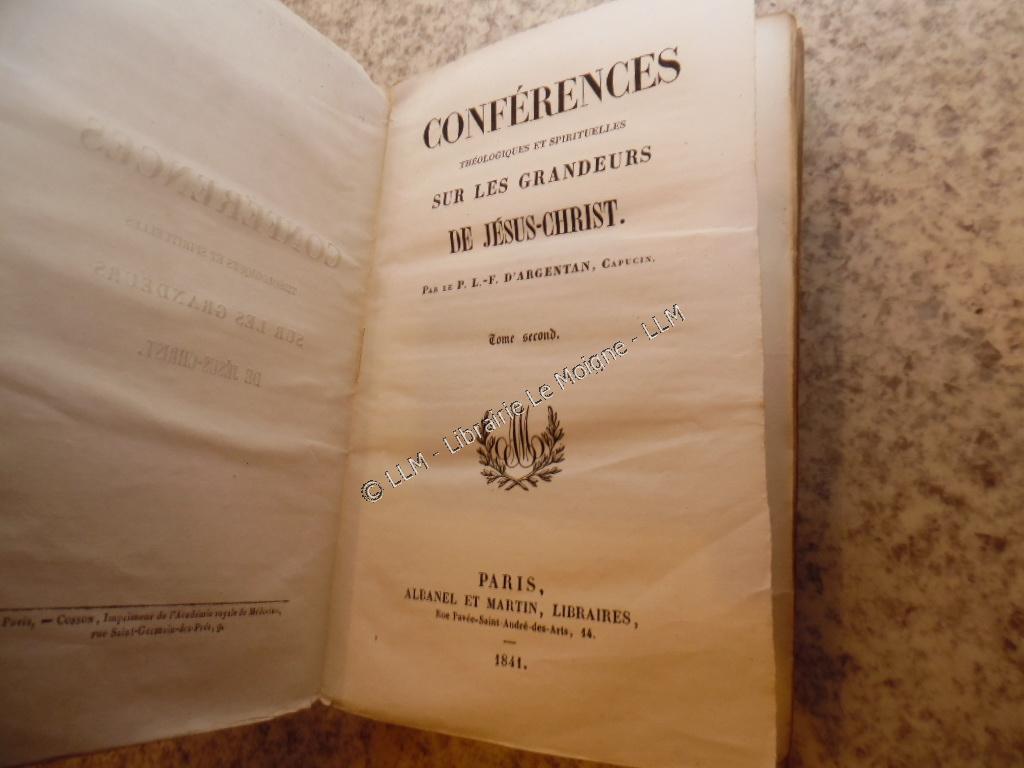 Paris, — Cosson, Imprimeur de l'Académie royale de Médecine,
rue Saint-Germain-des-Prés, 9.
CONFÉRENCES
THÉOLOGIQUES ET SPIRITUELLES
SUR LES GRANDEURS
DE JÉSUS-CHRIST.
PAR LE P. L.-F. D'ARGENTAN, CAPUCIN.
Tome second.
© LLM - Librairie Le Moigne - LLM
PARIS,
ALBANEL ET MARTIN, LIBRAIRES,
Rue Pavée-Saint-André-des-Arts, 14.
1841.